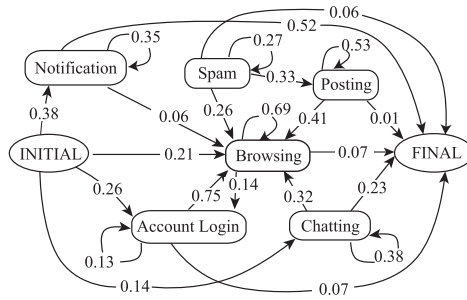 0.06
0.52
0.35
0.27
0.53
Notification
Spam
0.33
Posting
0.38
0.06
0.26
0.69
0.41
0.01
INITIAL
0.21
Browsing
0.07
FINAL
0.26
0.75
0.14
0.32
0.23
Account Login
Chatting
0.13
0.38
0.14
0.07